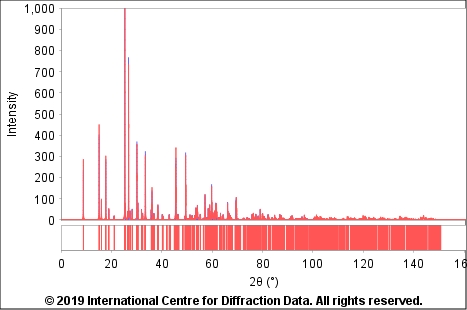 1,000
900
800
700
600
500
400
300
200
100
0
Intensity
0 20 40 60 80 100 120 140 16
2θ (°)
© 2019 International Centre for Diffraction Data. All rights reserved.